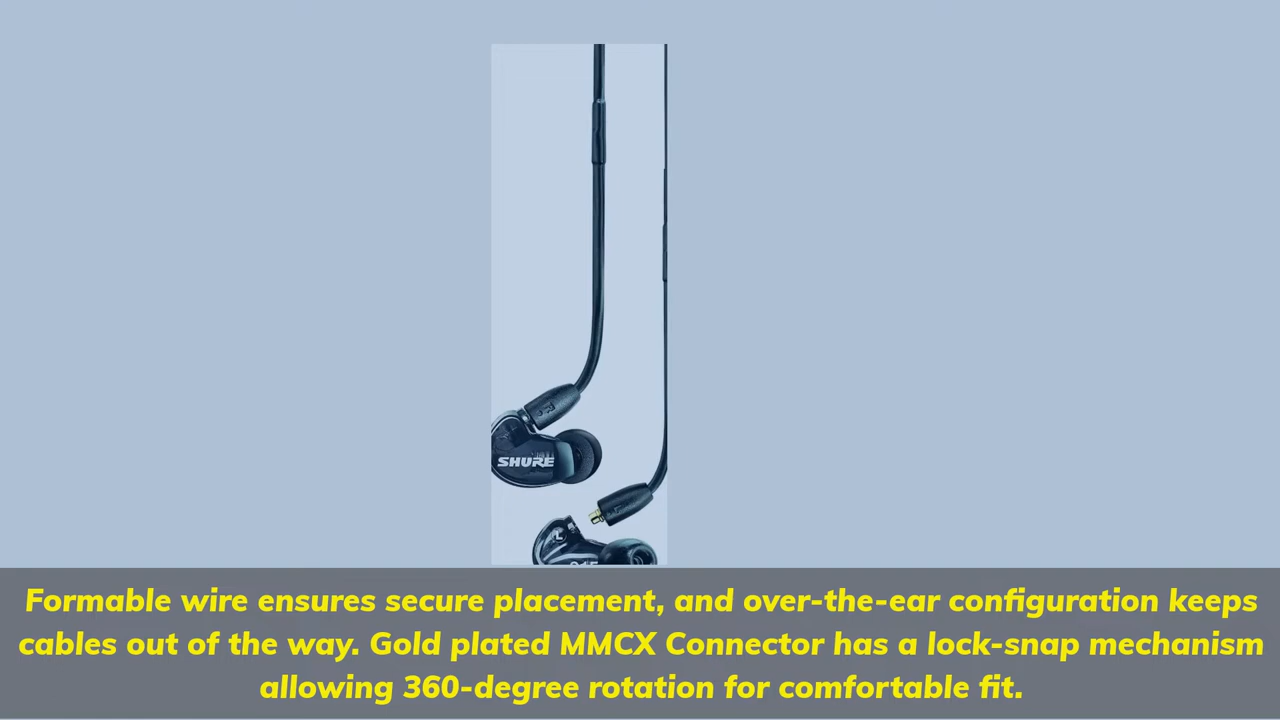 SHURE
L
Formable wire ensures secure placement, and over-the-ear configuration keeps
cables out of the way. Gold plated MMCX Connector has a lock-snap mechanism
allowing 360-degree rotation for comfortable fit.